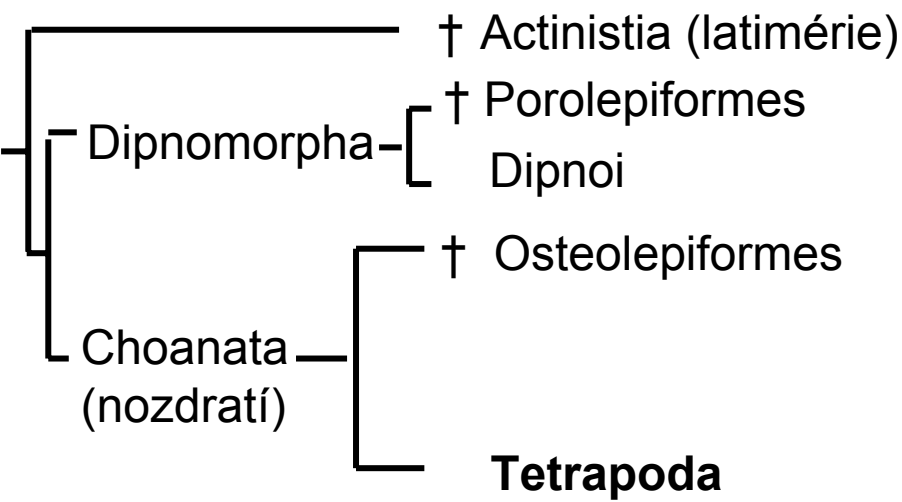 † Actinistia (latimérie)
† Porolepiformes
Dipnomorpha
Dipnoi
† Osteolepiformes
Choanata
(nozdratí)
Tetrapoda